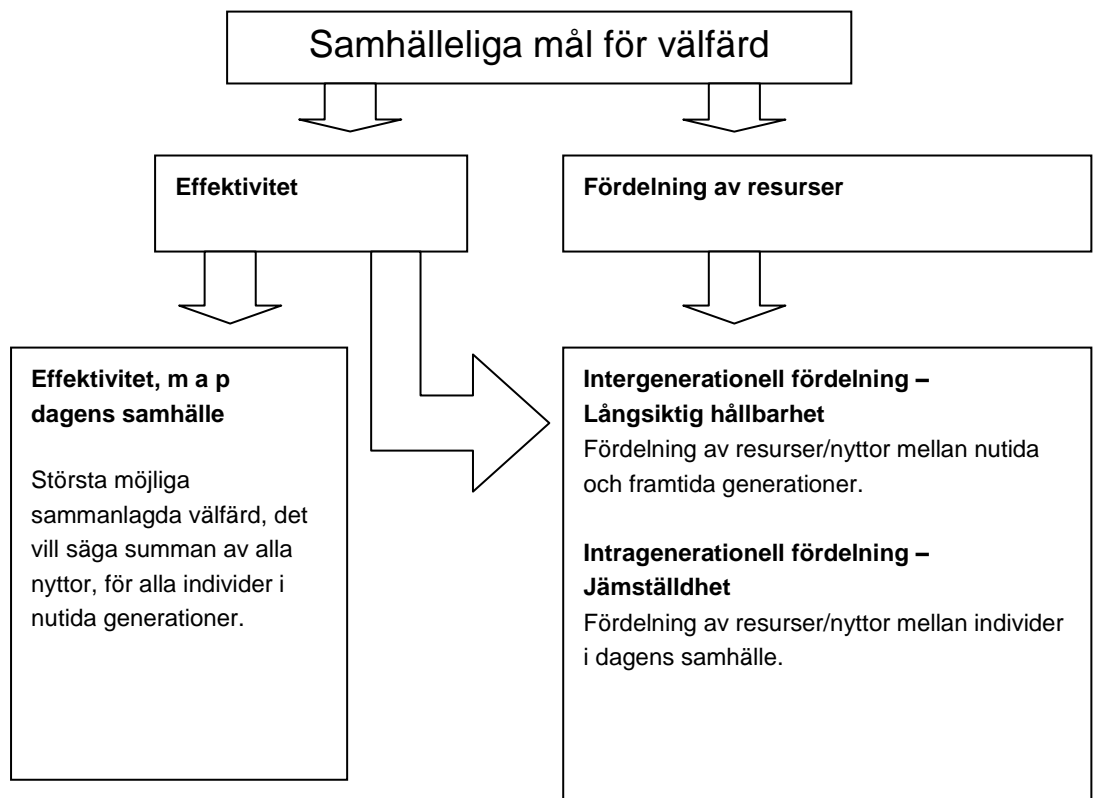 Samhälleliga mål för välfärd
Effektivitet
Fördelning av resurser
Effektivitet, m a p
dagens samhälle
Största möjliga
sammanlagda välfärd, det
vill säga summan av alla
nyttor, för alla individer i
nutida generationer.
Intergenerationell fördelning –
Långsiktig hållbarhet
Fördelning av resurser/nyttor mellan nutida
och framtida generationer.
Intragenerationell fördelning –
Jämställdhet
Fördelning av resurser/nyttor mellan individer
i dagens samhälle.